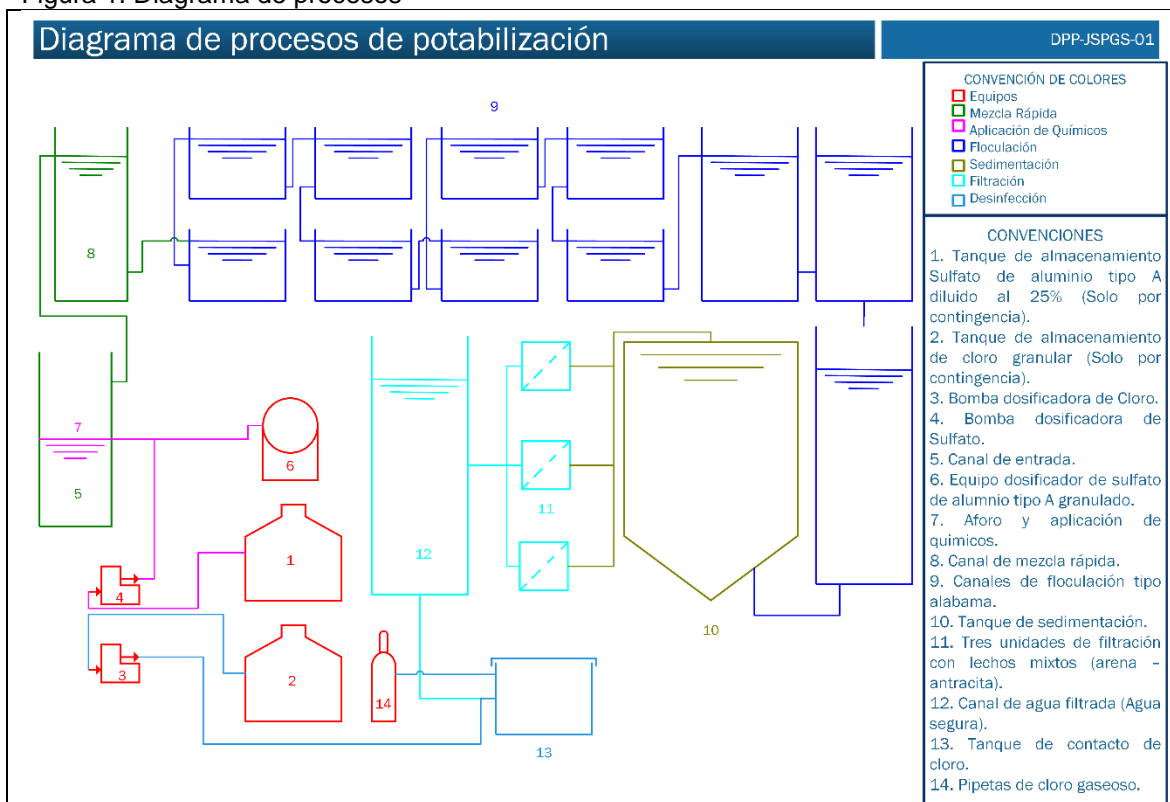 Figura 1. Diagrama de procesos
Diagrama de procesos de potabilización
DPP-JSPGS-01
CONVENCIÓN DE COLORES
Equipos
Mezcla Rápida
Aplicación de Químicos
Floculación
Sedimentación
Filtración
Desinfección
CONVENCIONES
1. Tanque de almacenamiento
Sulfato de aluminio tipo A
diluido al 25% (Solo por
contingencia).
2. Tanque de almacenamiento
de cloro granular (Solo por
contingencia).
3. Bomba dosificadora de Cloro.
4. Bomba dosificadora de
Sulfato.
5. Canal de entrada.
6. Equipo dosificador de sulfato
de alumnio tipo A granulado.
7. Aforo y aplicación de
quimicos.
8. Canal de mezcla rápida.
9. Canales de floculación tipo
alabama.
10. Tanque de sedimentación.
11. Tres unidades de filtración
con lechos mixtos (arena –
antracita).
12. Canal de agua filtrada (Agua
segura).
13. Tanque de contacto de
cloro.
14. Pipetas de cloro gaseoso.
9
8
7
6
5
11
12
1
4
10
3
2
14
13